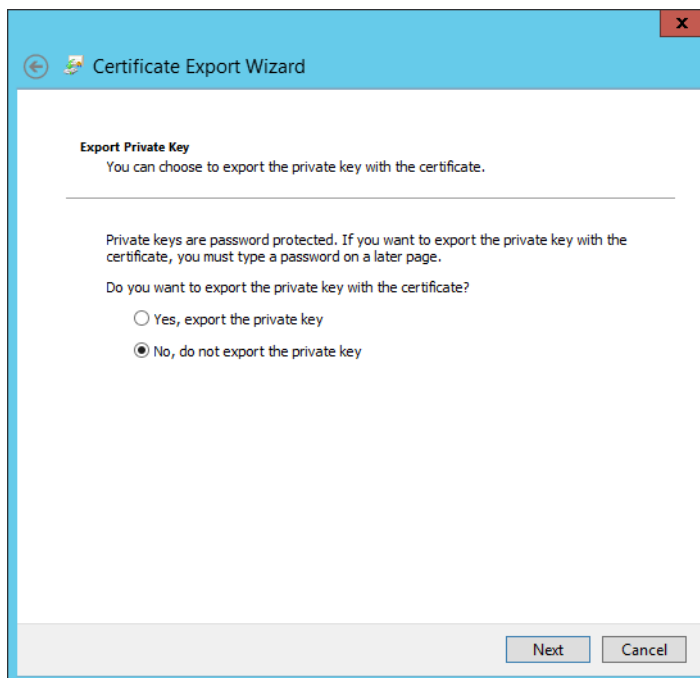 x
Certificate Export Wizard
Export Private Key
You can choose to export the private key with the certificate.
Private keys are password protected. If you want to export the private key with the
certificate, you must type a password on a later page.
Do you want to export the private key with the certificate?
Yes, export the private key
No, do not export the private key
Next Cancel